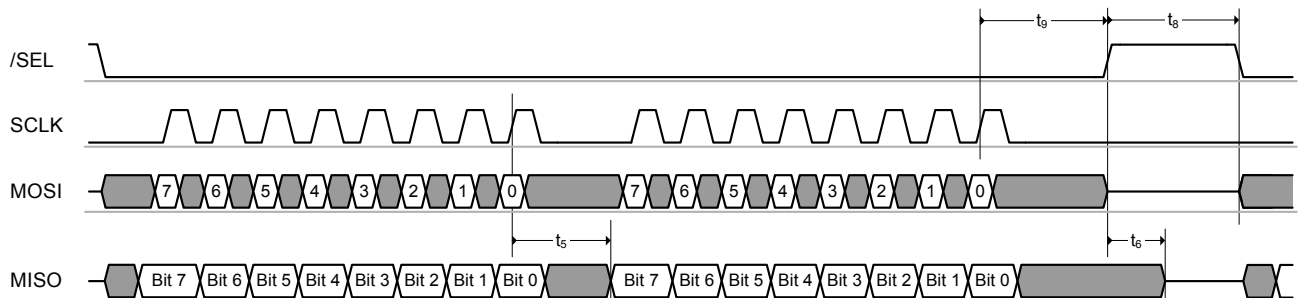 t₉ t₈
/SEL
SCLK
MOSI 7 6 5 4 3 2 1 0 7 6 5 4 3 2 1 0
t₅ t₆
MISO Bit 7 Bit 6 Bit 5 Bit 4 Bit 3 Bit 2 Bit 1 Bit 0 Bit 7 Bit 6 Bit 5 Bit 4 Bit 3 Bit 2 Bit 1 Bit 0